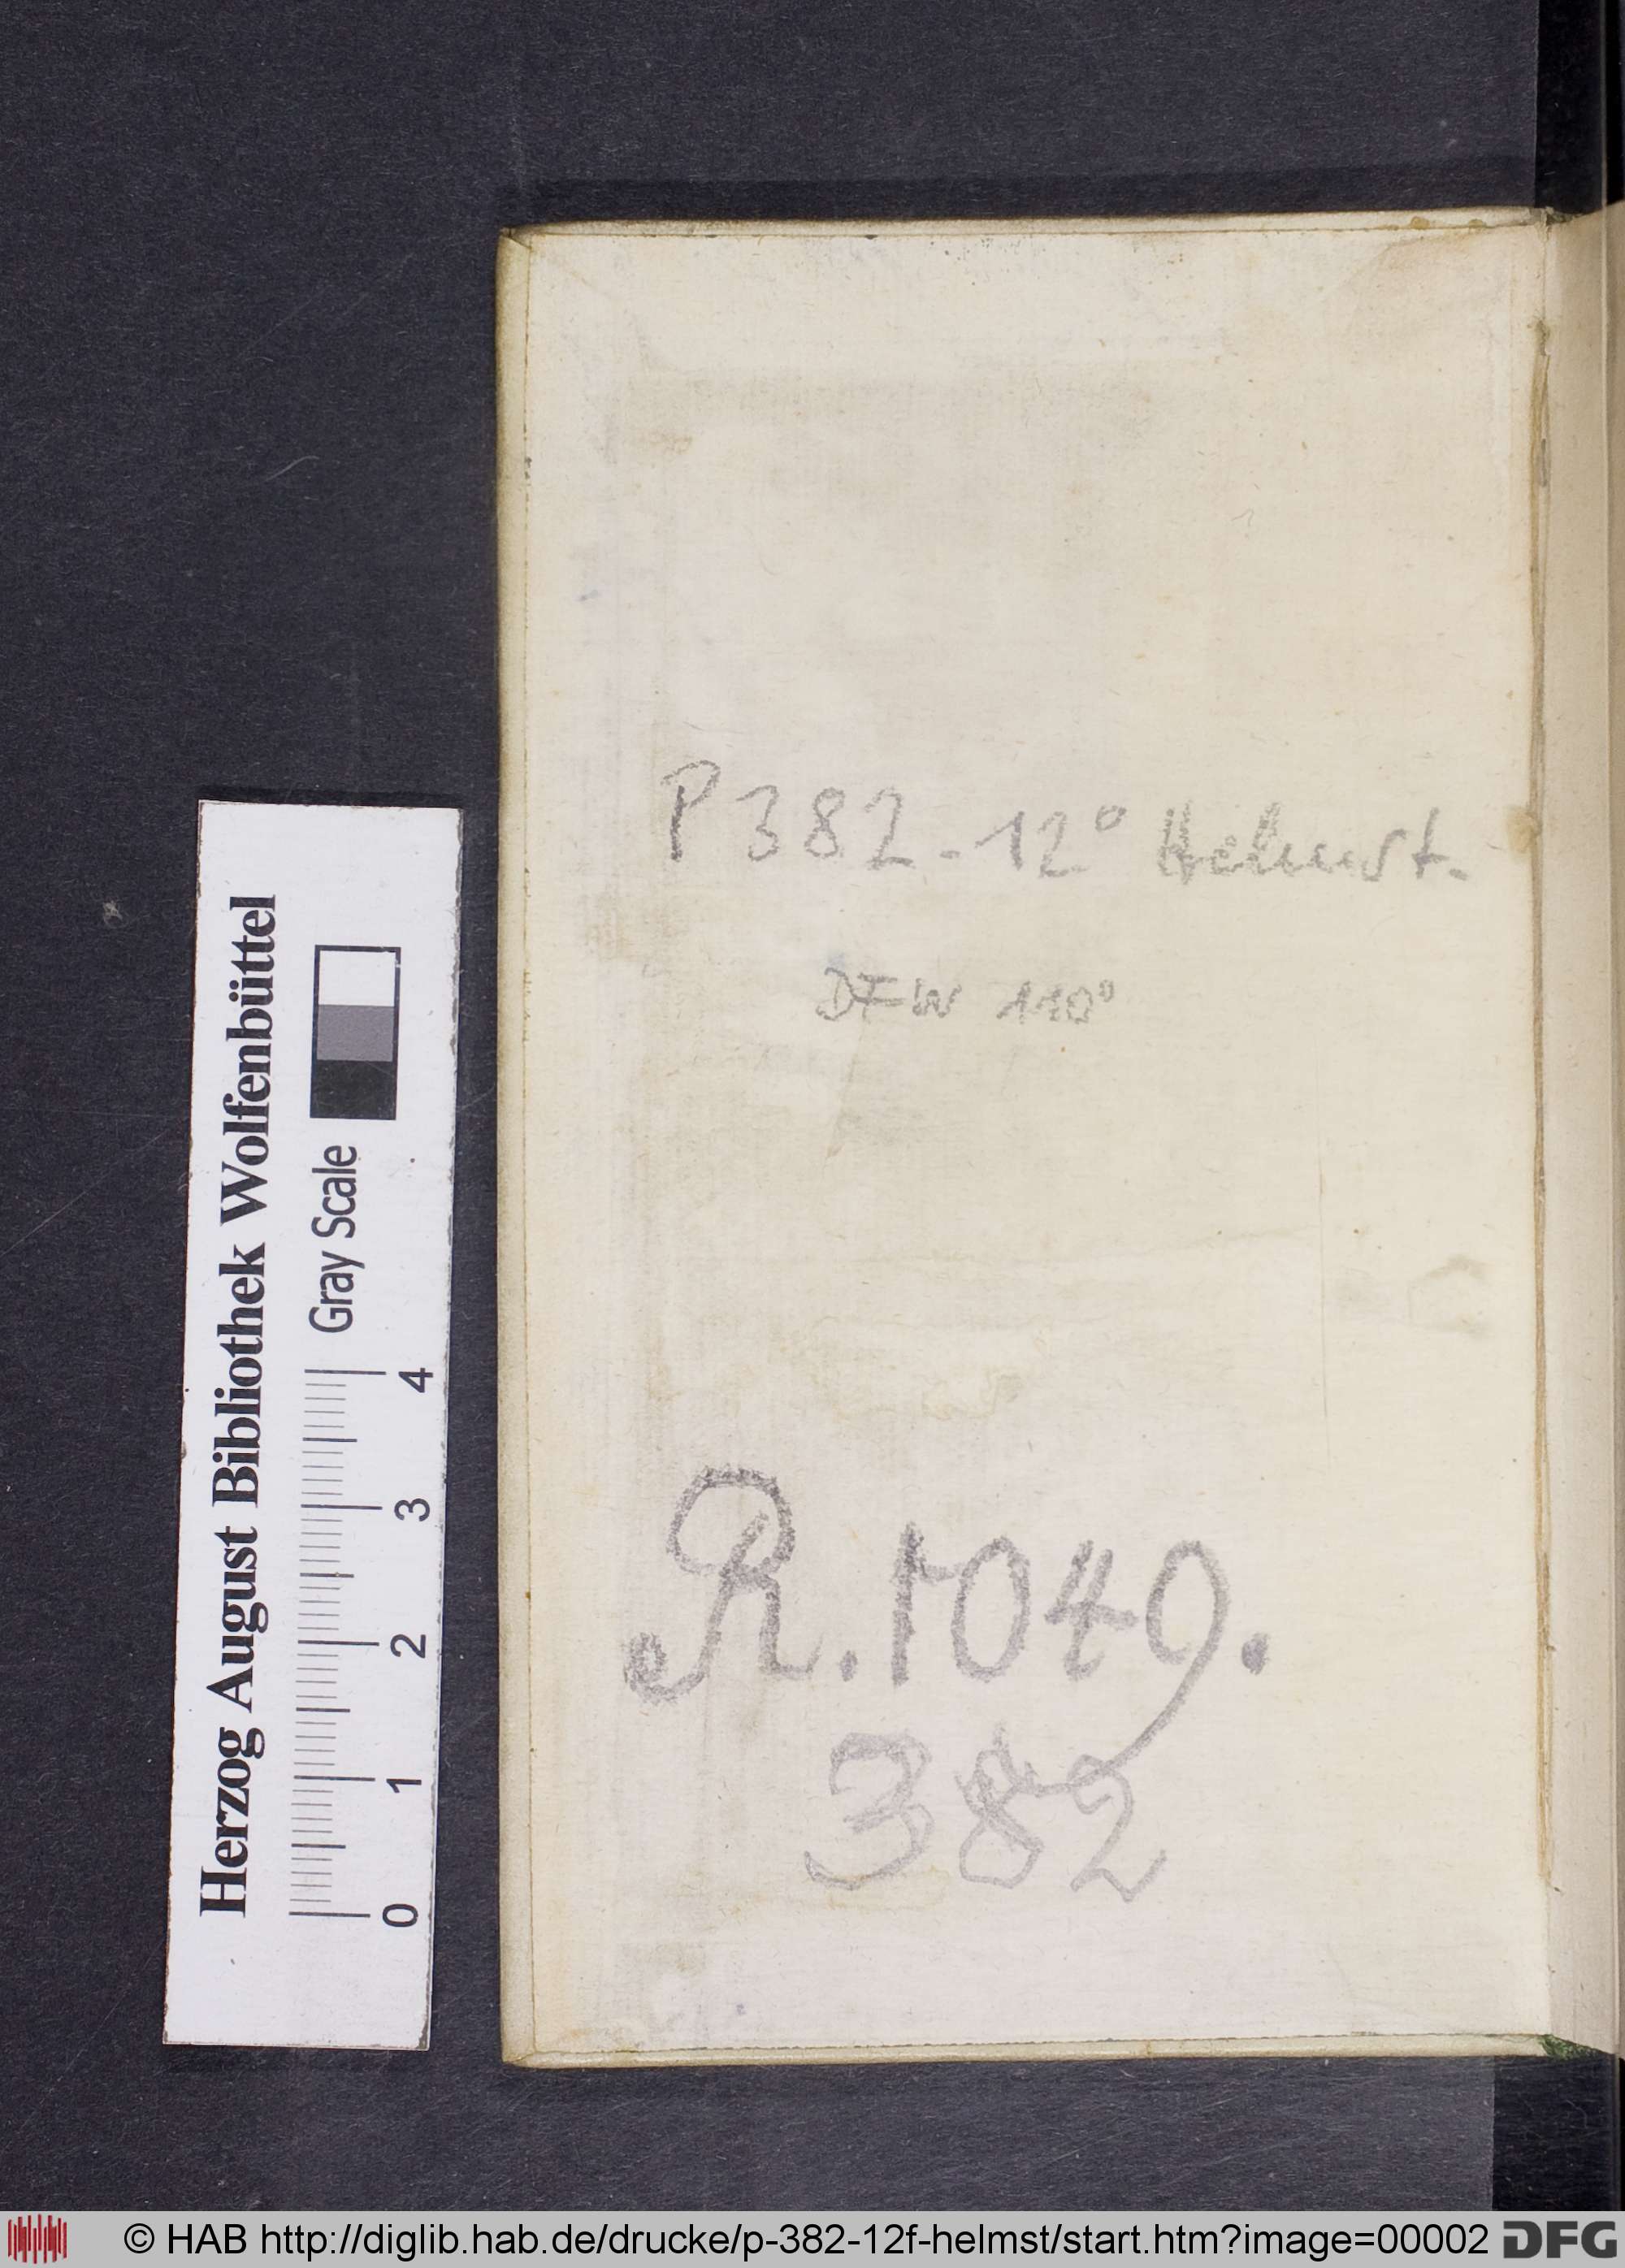 P 382.-12° Helmst.
DFW 110°
R. 1049.
382
Herzog August Bibliothek Wolfenbüttel
Gray Scale
0 1 2 3 4
© HAB http://diglib.hab.de/drucke/p-382-12f-helmst/start.htm?image=00002 DFG